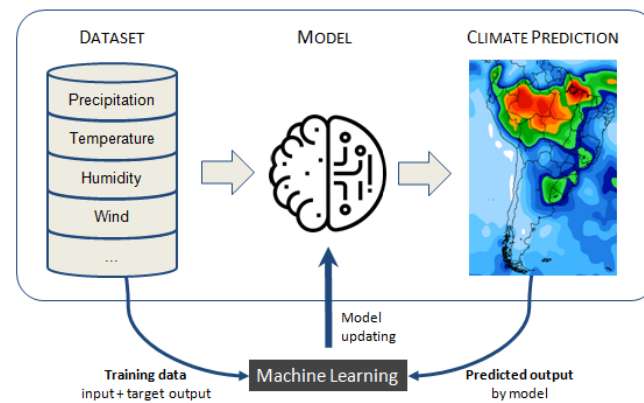 DATASET
MODEL
CLIMATE PREDICTION
Precipitation
Temperature
Humidity
Wind
...
Model
updating
Training data
input + target output
Machine Learning
Predicted output
by model